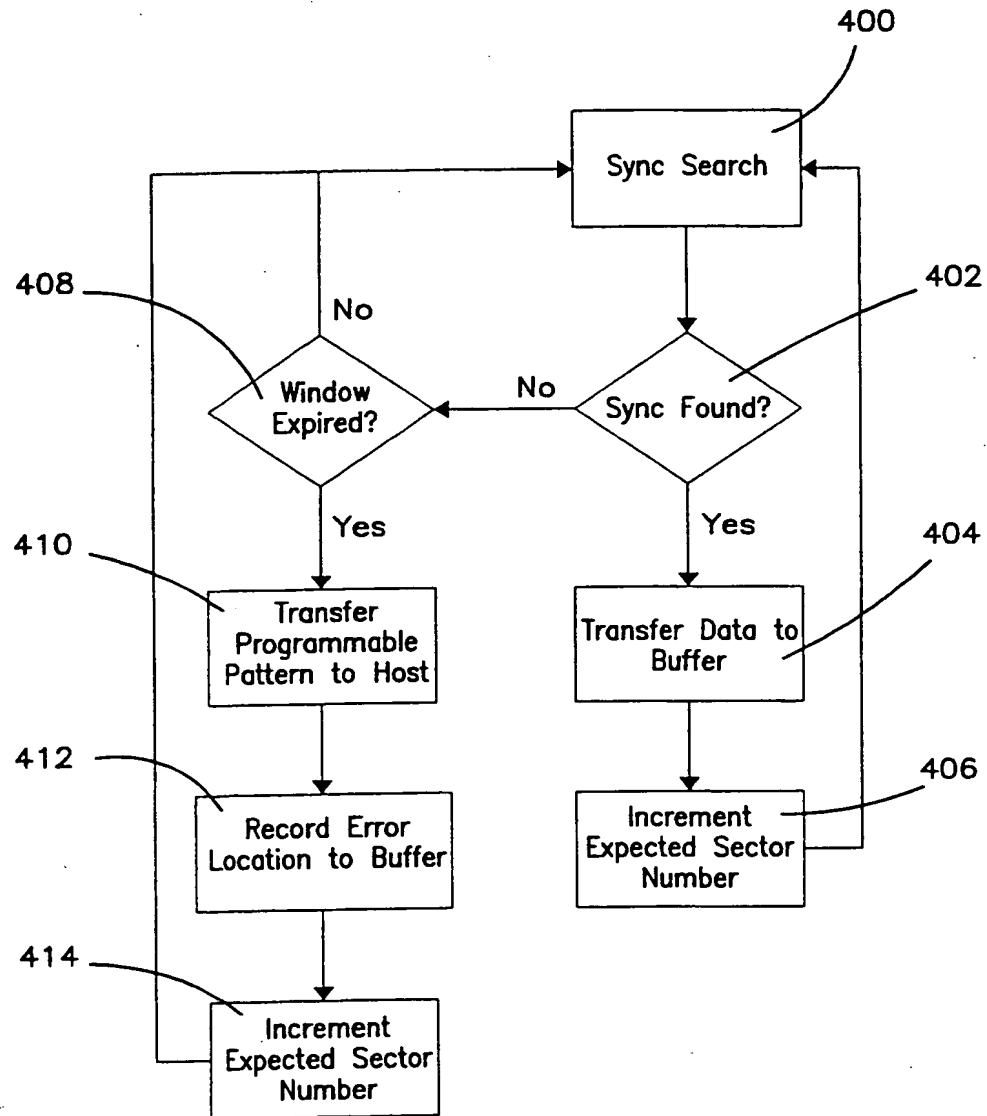 400
Sync Search
402
408
No
No
Window
Expired?
Sync Found?
Yes
Yes
410
404
Transfer
Programmable
Pattern to Host
Transfer Data to
Buffer
412
406
Record Error
Location to Buffer
Increment
Expected Sector
Number
414
Increment
Expected Sector
Number